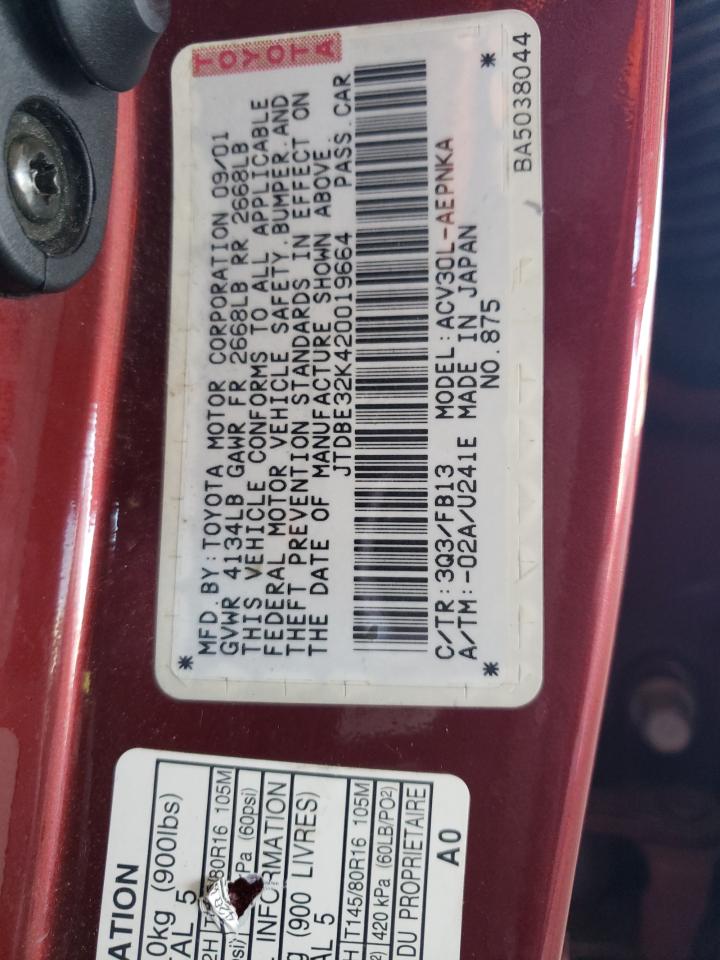 TOYOTA
MFD.BY:TOYOTA MOTOR CORPORATION 09/01
GVWR 4134LB GAWR FR 2668LB RR 2668LB
THIS VEHICLE CONFORMS TO ALL APPLICABLE
FEDERAL MOTOR VEHICLE SAFETY.BUMPER.AND
THEFT PREVENTION STANDARDS IN EFFECT ON
THE DATE OF MANUFACTURE SHOWN ABOVE.
JTDBE32K420019664 PASS.CAR
C/TR:3Q3/FB13 MODEL:ACV30L-AEPNKA
A/TM:-02A/U241E MADE IN JAPAN
NO.875
BA5038044
(900lbs)
5
80R16 105M
(60psi)
INFORMATION
(900 LIVRES)
5
T145/80R16 105M
420 kPa (60LB/PO2)
DU PROPRIETAIRE
A0